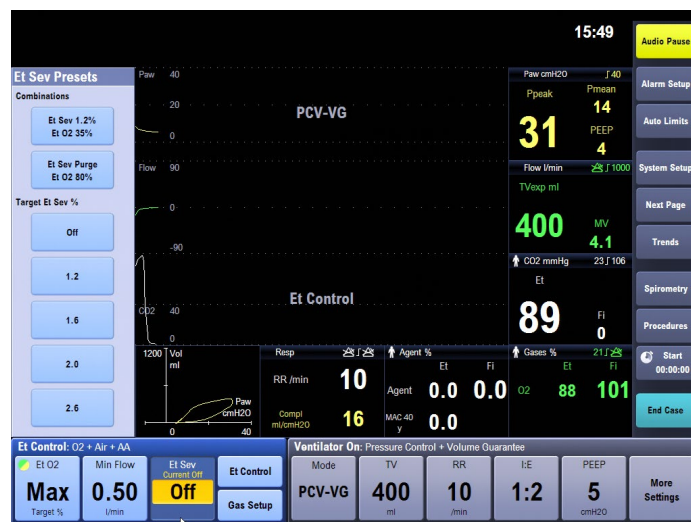 15:49
Audio Pause
Et Sev Presets
Combinations
Et Sev 1.2%
Et O2 35%
Et Sev Purge
Et O2 80%
Target Et Sev %
Off
1.2
1.6
2.0
2.6
Paw 40
20
0
PCV-VG
Flow 90
0
-90
Et Control
CO2 40
0
Paw cmH2O 40
Ppeak
31
Pmean
14
PEEP
4
Flow l/min 1000
TVexp ml
400
MV
4.1
CO2 mmHg 23 106
Et
89
Fi
0
Alarm Setup
Auto Limits
System Setup
Next Page
Trends
Spirometry
Procedures
Start
00:00:00
End Case
1200 Vol
ml
Paw
cmH2O
0 40
Resp
RR /min 10
Compl
ml/cmH2O 16
Agent %
Et Fi
Agent 0.0 0.0
MAC 40
y 0.0
Gases % 21
Et Fi
O2 88 101
Et Control: O2 + Air + AA
Et O2
Max
Target %
Min Flow
0.50
l/min
Et Sev
Current Off
Off
Et Control
Gas Setup
Ventilator On: Pressure Control + Volume Guarantee
Mode
PCV-VG
TV
400
ml
RR
10
/min
I:E
1:2
PEEP
5
cmH2O
More
Settings